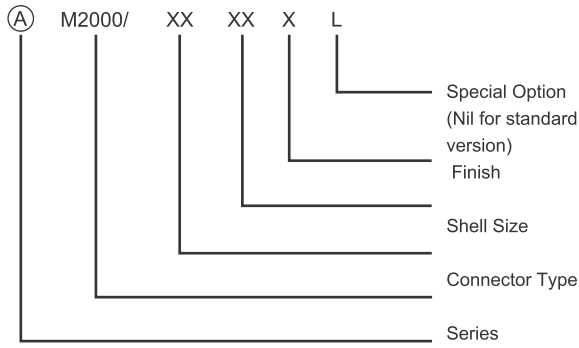 Ⓐ M2000/ XX XX X L
Special Option
(Nil for standard
version)
Finish
Shell Size
Connector Type
Series